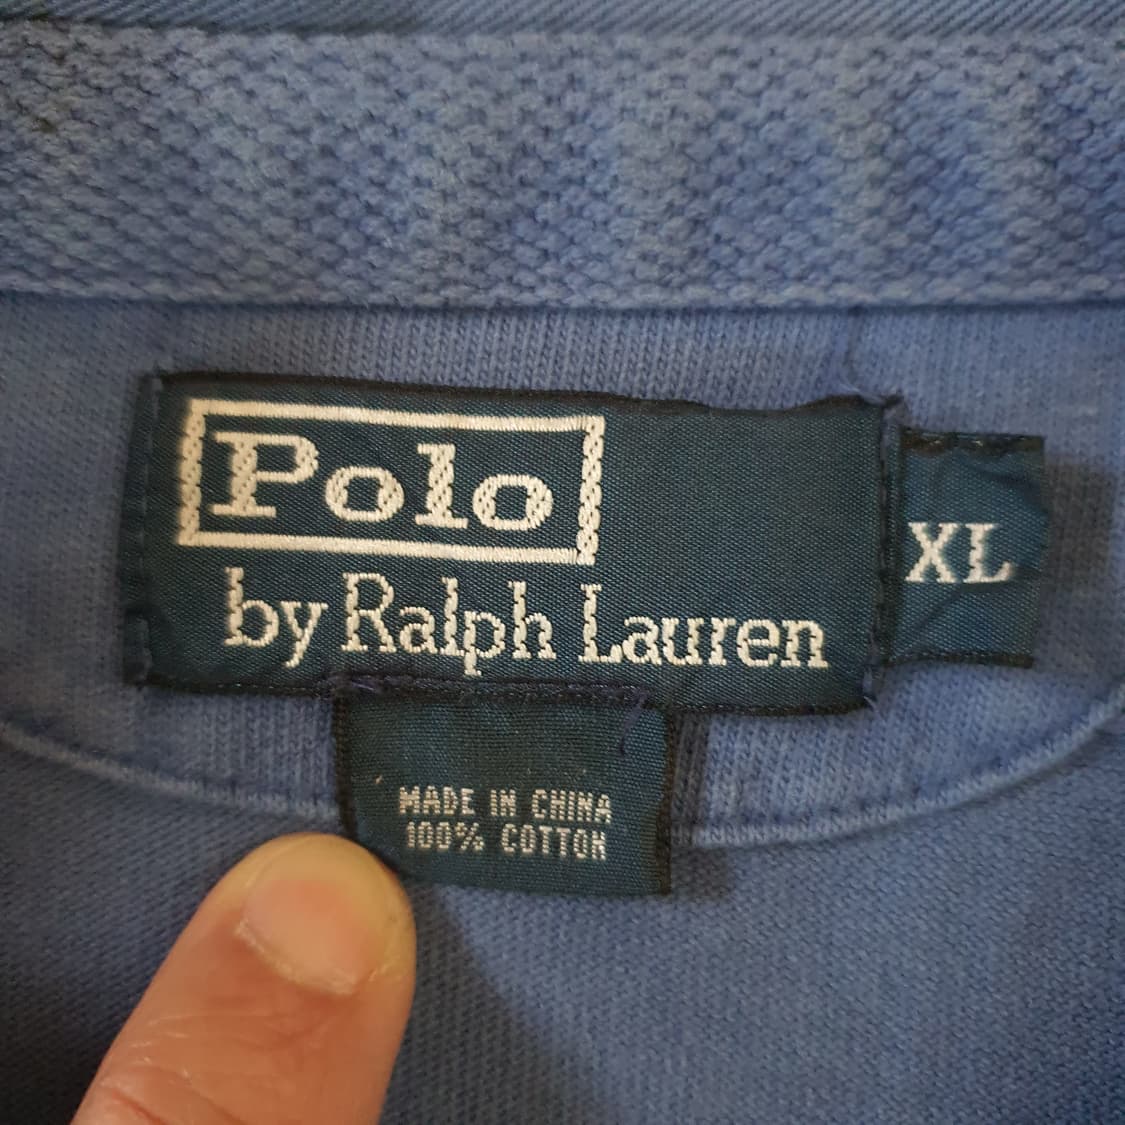 Polo
by Ralph Lauren
XL
MADE IN CHINA
100% COTTON